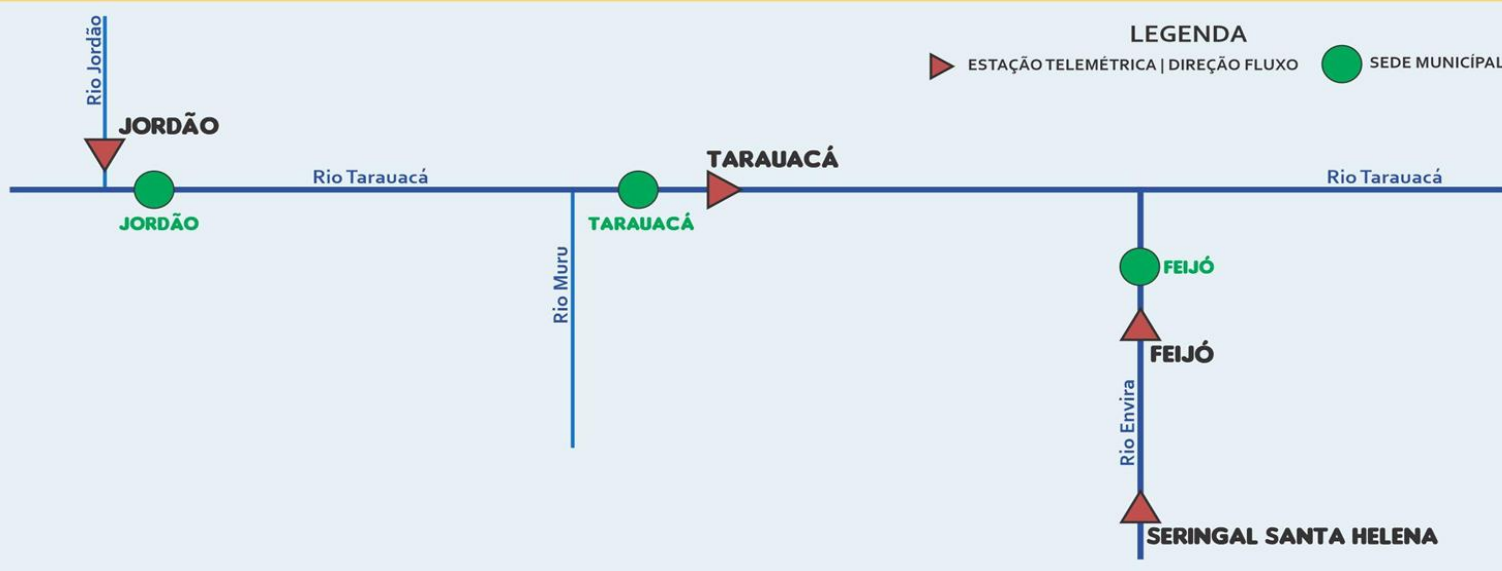 LEGENDA
ESTAÇÃO TELEMÉTRICA | DIREÇÃO FLUXO
SEDE MUNICÍPAL
Rio Jordão
JORDÃO
JORDÃO
Rio Tarauacá
Rio Muru
TARAUACÁ
TARAUACÁ
Rio Tarauacá
FEIJÓ
FEIJÓ
Rio Envira
SERINGAL SANTA HELENA